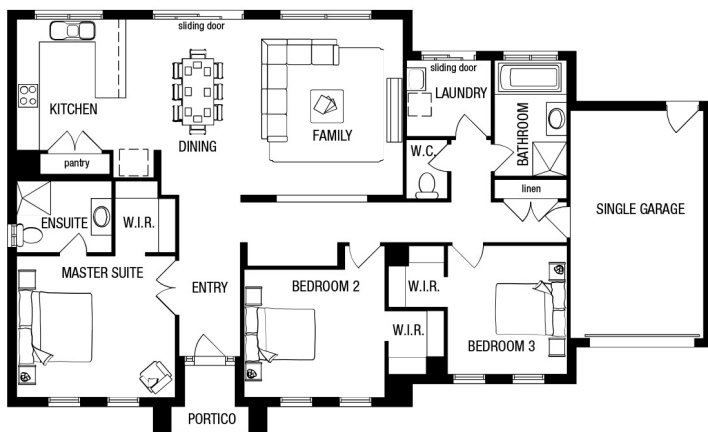 sliding door
sliding door
KITCHEN
LAUNDRY
BATHROOM
FAMILY
DINING
W.C.
pantry
linen
ENSUITE
W.I.R.
SINGLE GARAGE
MASTER SUITE
ENTRY
BEDROOM 2
W.I.R.
W.I.R.
BEDROOM 3
PORTICO